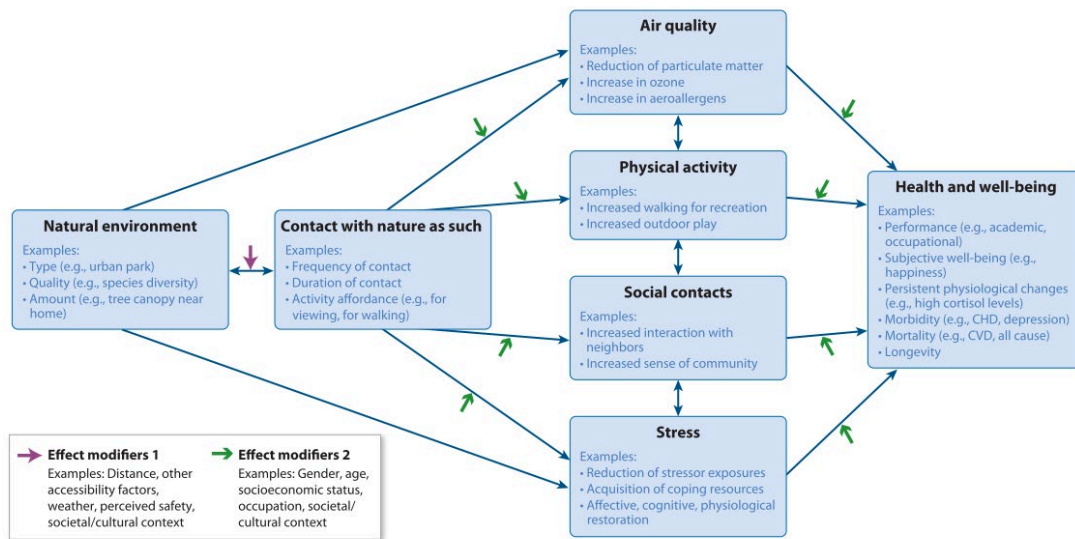 Air quality
Examples:
• Reduction of particulate matter
• Increase in ozone
• Increase in aeroallergens
Physical activity
Examples:
• Increased walking for recreation
• Increased outdoor play
Natural environment
Examples:
• Type (e.g., urban park)
• Quality (e.g., species diversity)
• Amount (e.g., tree canopy near
home)
Contact with nature as such
Examples:
• Frequency of contact
• Duration of contact
• Activity affordance (e.g., for
viewing, for walking)
Social contacts
Examples:
• Increased interaction with
neighbors
• Increased sense of community
Health and well-being
Examples:
• Performance (e.g., academic,
occupational)
• Subjective well-being (e.g.,
happiness)
• Persistent physiological changes
(e.g., high cortisol levels)
• Morbidity (e.g., CHD, depression)
• Mortality (e.g., CVD, all cause)
• Longevity
Stress
Examples:
• Reduction of stressor exposures
• Acquisition of coping resources
• Affective, cognitive, physiological
restoration
Effect modifiers 1
Examples: Distance, other
accessibility factors,
weather, perceived safety,
societal/cultural context
Effect modifiers 2
Examples: Gender, age,
socioeconomic status,
occupation, societal/
cultural context